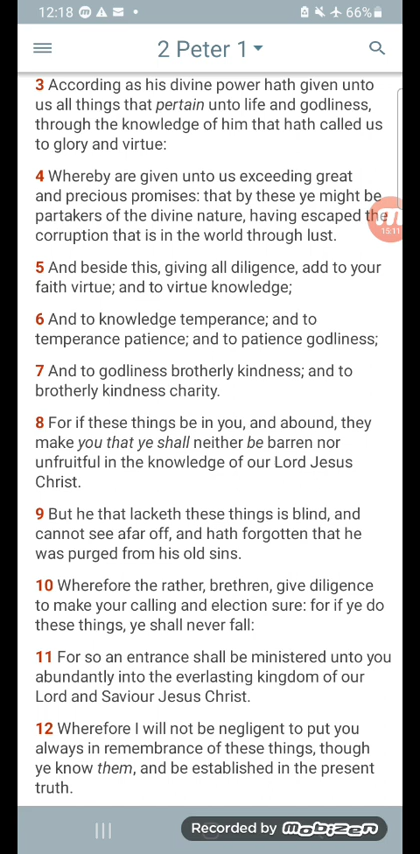 12:18
66%
2 Peter 1
3 According as his divine power hath given unto
us all things that pertain unto life and godliness,
through the knowledge of him that hath called us
to glory and virtue:
4 Whereby are given unto us exceeding great
and precious promises: that by these ye might be
partakers of the divine nature, having escaped the
15:11
corruption that is in the world through lust.
5 And beside this, giving all diligence, add to your
faith virtue; and to virtue knowledge;
6 And to knowledge temperance; and to
temperance patience; and to patience godliness;
7 And to godliness brotherly kindness; and to
brotherly kindness charity.
8 For if these things be in you, and abound, they
make you that ye shall neither be barren nor
unfruitful in the knowledge of our Lord Jesus
Christ.
9 But he that lacketh these things is blind, and
cannot see afar off, and hath forgotten that he
was purged from his old sins.
10 Wherefore the rather, brethren, give diligence
to make your calling and election sure: for if ye do
these things, ye shall never fall:
11 For so an entrance shall be ministered unto you
abundantly into the everlasting kingdom of our
Lord and Saviour Jesus Christ.
12 Wherefore I will not be negligent to put you
always in remembrance of these things, though
ye know them, and be established in the present
truth.
Recorded by mobizen